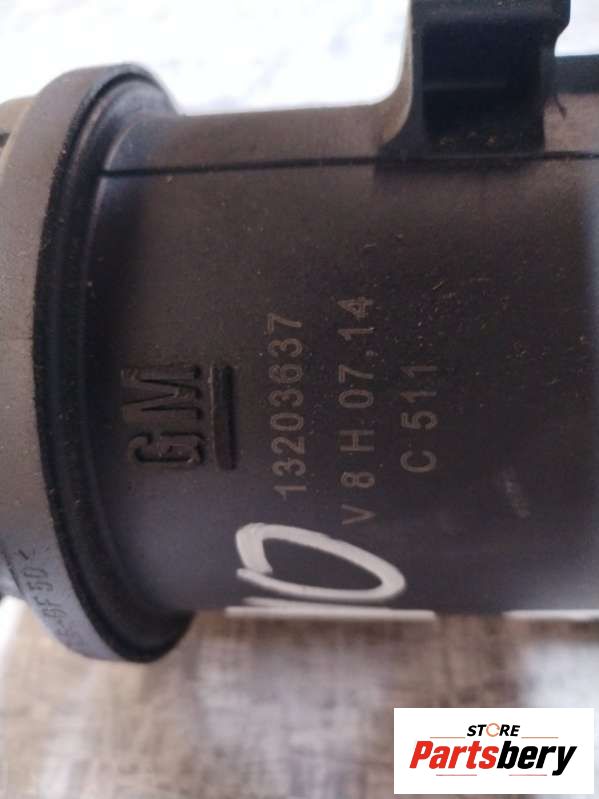 GM
13203637
V 8 H 07.14
C 511
STORE
Partsbery